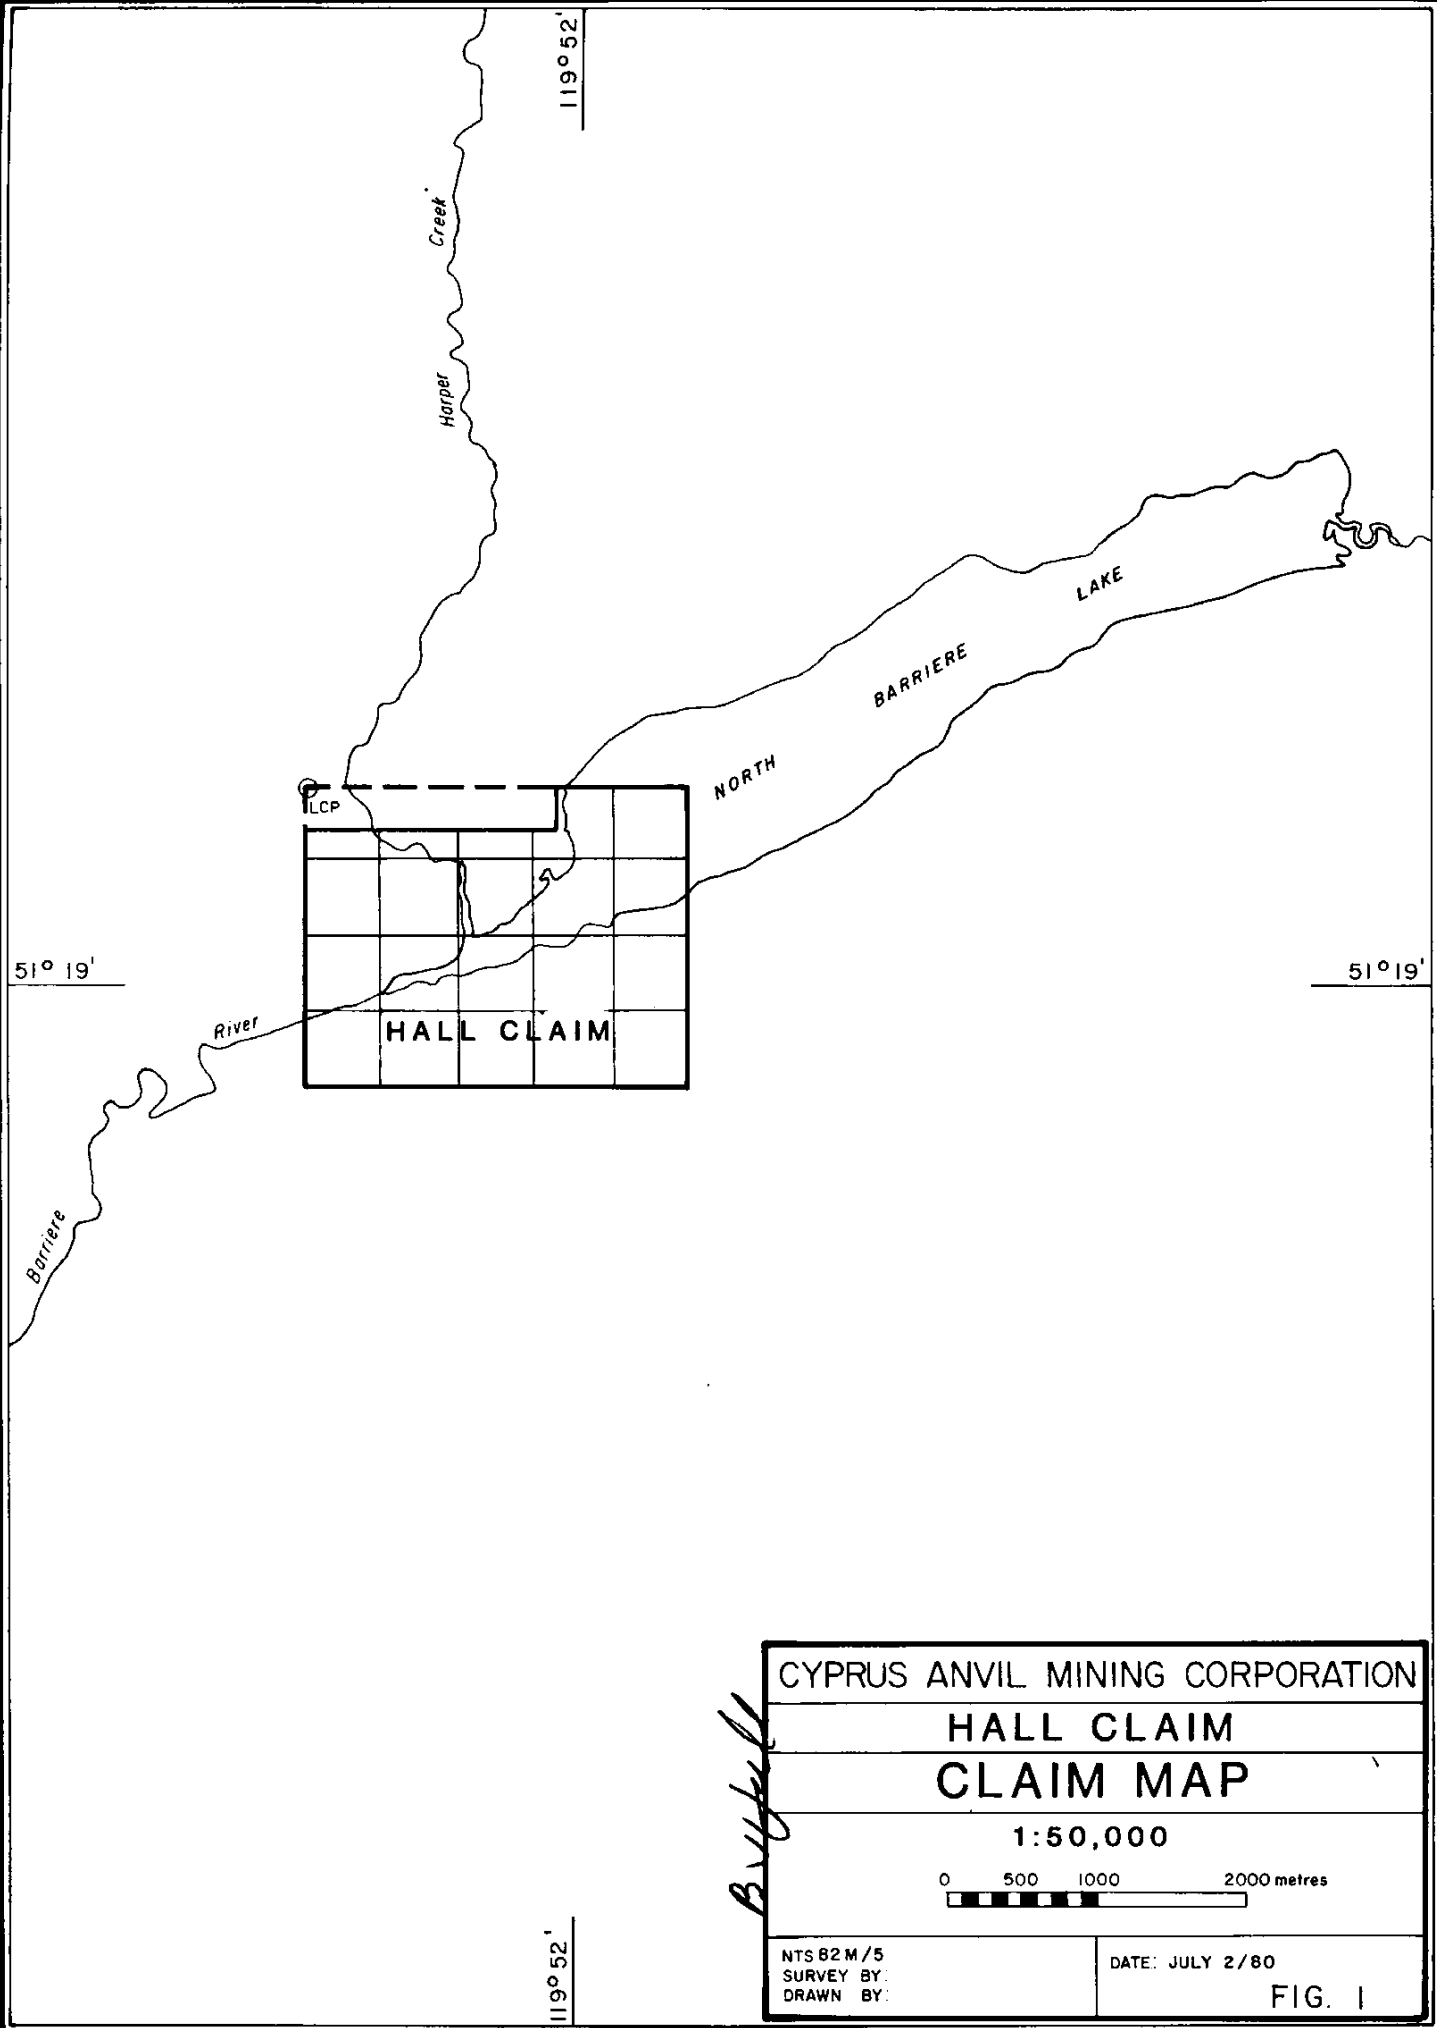 119° 52'
Harper Creek
NORTH BARRIERE LAKE
LCP
51° 19'
51° 19'
HALL CLAIM
Barriere River
CYPRUS ANVIL MINING CORPORATION
HALL CLAIM
CLAIM MAP
1:50,000
0 500 1000 2000 metres
NTS 82 M/5
SURVEY BY:
DRAWN BY:
DATE: JULY 2/80
FIG. 1
119° 52'